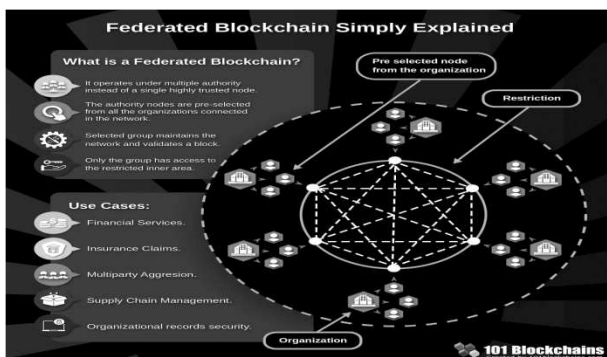 Federated Blockchain Simply Explained
What is a Federated Blockchain?
It operates under multiple authority
instead of a single highly trusted node.
The authority nodes are pre-selected
from all the organizations connected
in the network.
Selected group maintains the
network and validates a block.
Only the group has access to
the restricted inner area.
Use Cases:
Financial Services.
Insurance Claims.
Multiparty Aggresion.
Supply Chain Management.
Organizational records security.
Pre selected node
from the organization
Restriction
Organization
101 Blockchains